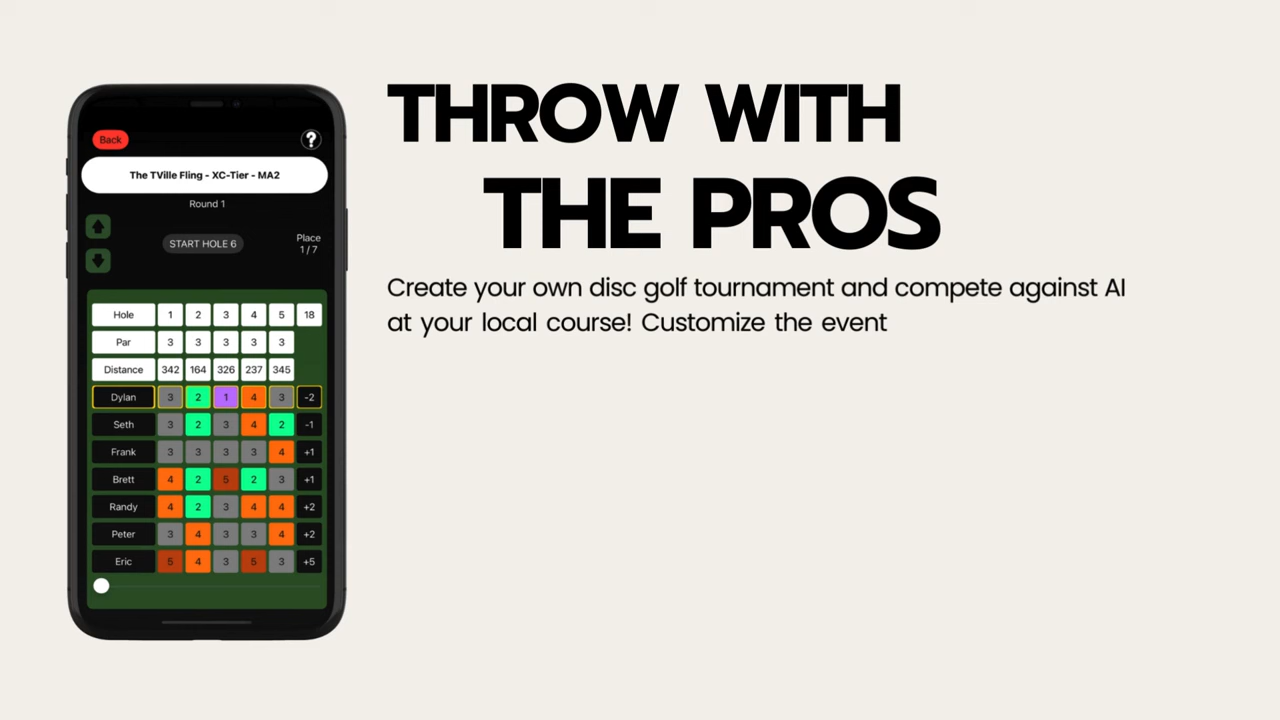 THROW WITH
THE PROS
Create your own disc golf tournament and compete against AI
at your local course! Customize the event
Back
?
The TVille Fling - XC-Tier - MA2
Round 1
START HOLE 6
Place
1 / 7
Hole 1 2 3 4 5 18
Par 3 3 3 3 3
Distance 342 164 326 237 345
Dylan 3 2 1 4 3 -2
Seth 3 2 3 4 2 -1
Frank 3 3 3 3 4 +1
Brett 4 2 5 2 3 +1
Randy 4 2 3 4 4 +2
Peter 3 4 3 3 4 +2
Eric 5 4 3 5 3 +5